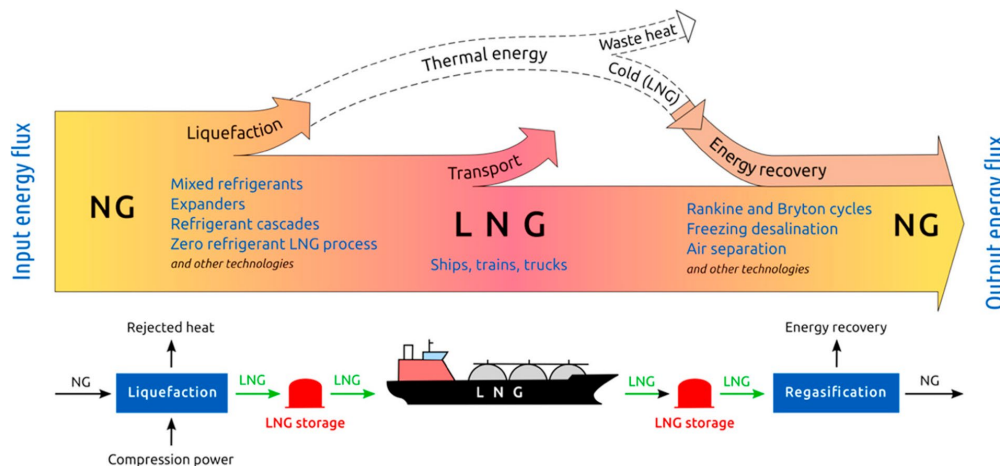 Waste heat
Thermal energy
Cold (LNG)
Liquefaction
Transport
Energy recovery
Input energy flux
NG
Mixed refrigerants
Expanders
Refrigerant cascades
Zero refrigerant LNG process
and other technologies
LNG
Ships, trains, trucks
Rankine and Bryton cycles
Freezing desalination
Air separation
and other technologies
NG
Output energy flux
Rejected heat
Energy recovery
NG
Liquefaction
LNG
LNG
LNG
LNG
LNG
Regasification
NG
LNG storage
LNG storage
Compression power